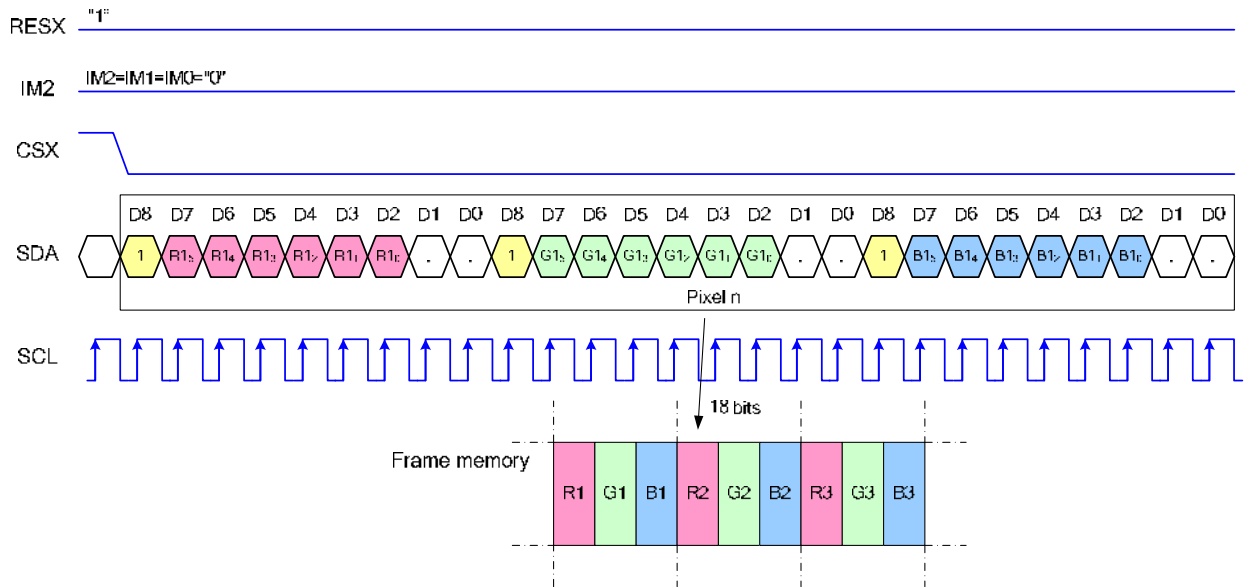 RESX "1"
IM2 IM2=IM1=IM0="0"
CSX
D8 D7 D6 D5 D4 D3 D2 D1 D0 D8 D7 D6 D5 D4 D3 D2 D1 D0 D8 D7 D6 D5 D4 D3 D2 D1 D0
SDA 1 R15 R14 R13 R12 R11 R10 . . 1 G15 G14 G13 G12 G11 G10 . . 1 B15 B14 B13 B12 B11 B10 . .
Pixel n
SCL
18 bits
Frame memory
R1 G1 B1 R2 G2 B2 R3 G3 B3